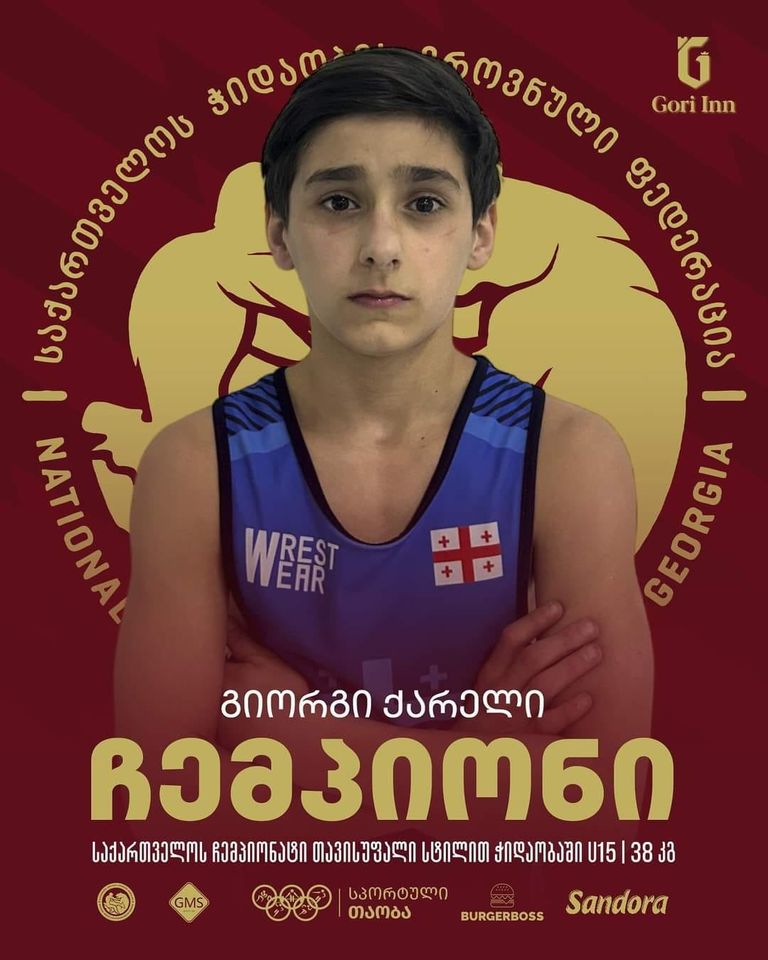 Gori Inn
საქართველოს ჭიდაობის ეროვნული ფედერაცია
NATIONAL
GEORGIA
WREST
WEAR
გიორგი ქარელი
ჩემპიონი
საქართველოს ჩემპიონატი თავისუფალი სტილით ჭიდაობაში Ⴎ15 | 38 კგ
GMS
სპორტული
თაობა
BURGERBOSS
Sandora